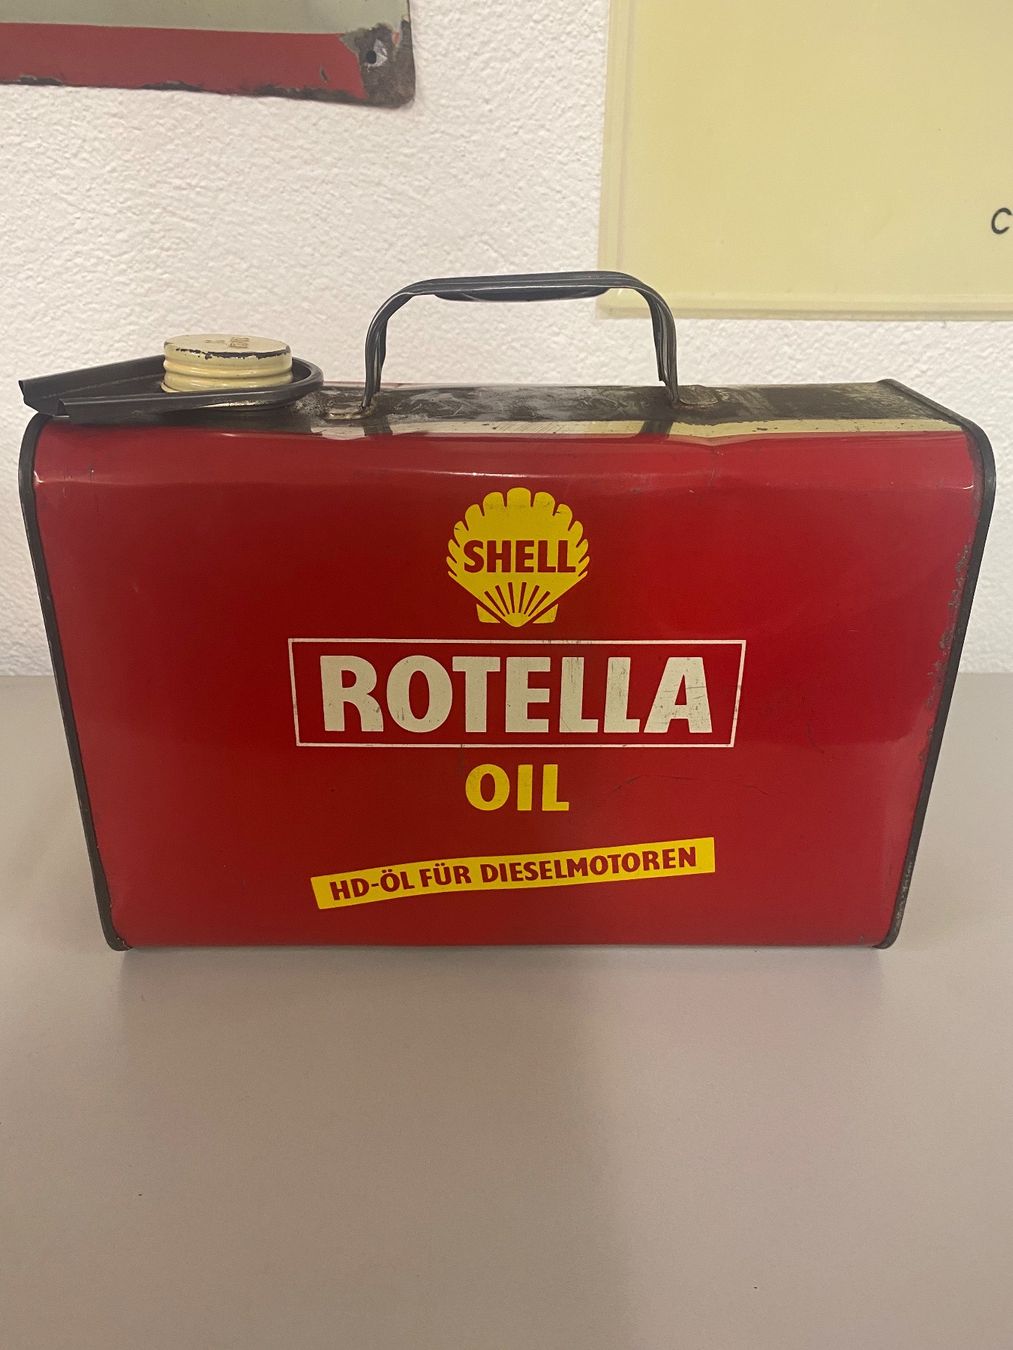 C
SHELL
ROTELLA
OIL
HD-ÖL FÜR DIESELMOTOREN